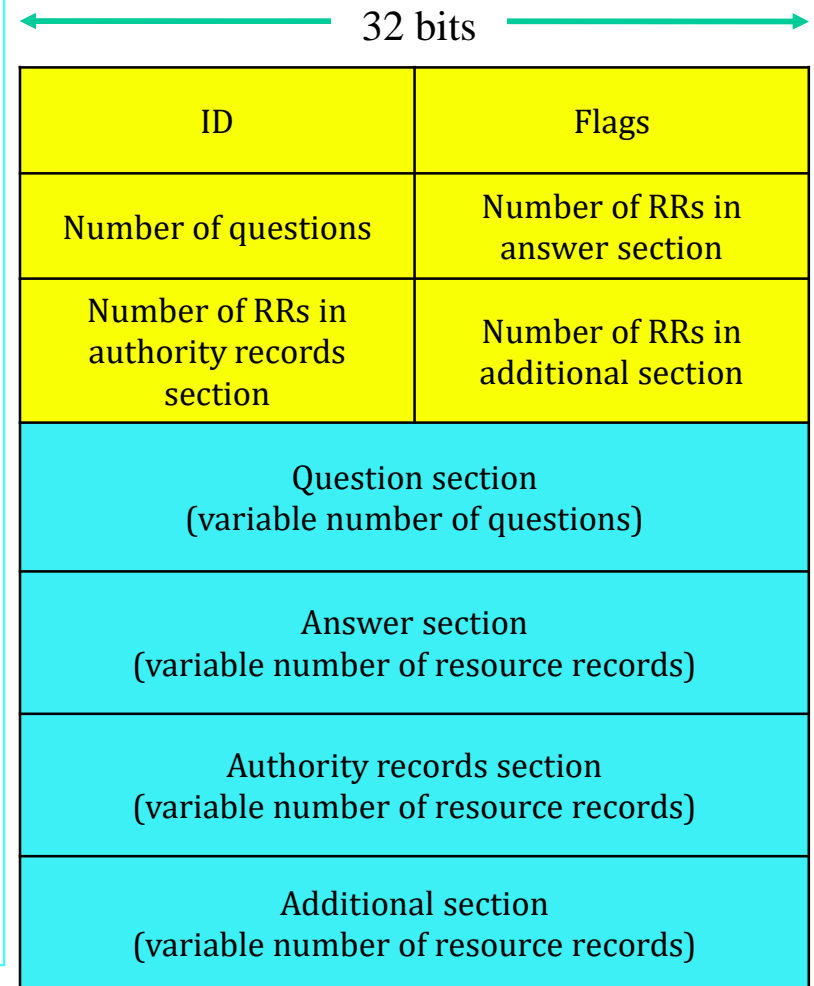 32 bits
ID
Flags
Number of questions
Number of RRs in
answer section
Number of RRs in
authority records
section
Number of RRs in
additional section
Question section
(variable number of questions)
Answer section
(variable number of resource records)
Authority records section
(variable number of resource records)
Additional section
(variable number of resource records)